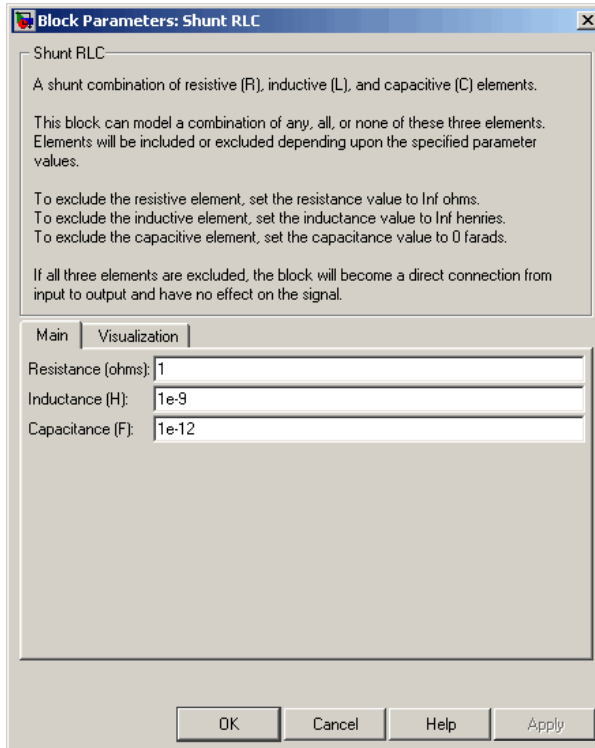 Block Parameters: Shunt RLC
Shunt RLC
A shunt combination of resistive (R), inductive (L), and capacitive (C) elements.
This block can model a combination of any, all, or none of these three elements.
Elements will be included or excluded depending upon the specified parameter
values.
To exclude the resistive element, set the resistance value to Inf ohms.
To exclude the inductive element, set the inductance value to Inf henries.
To exclude the capacitive element, set the capacitance value to 0 farads.
If all three elements are excluded, the block will become a direct connection from
input to output and have no effect on the signal.
Main Visualization
Resistance (ohms): 1
Inductance (H): 1e-9
Capacitance (F): 1e-12
OK Cancel Help Apply